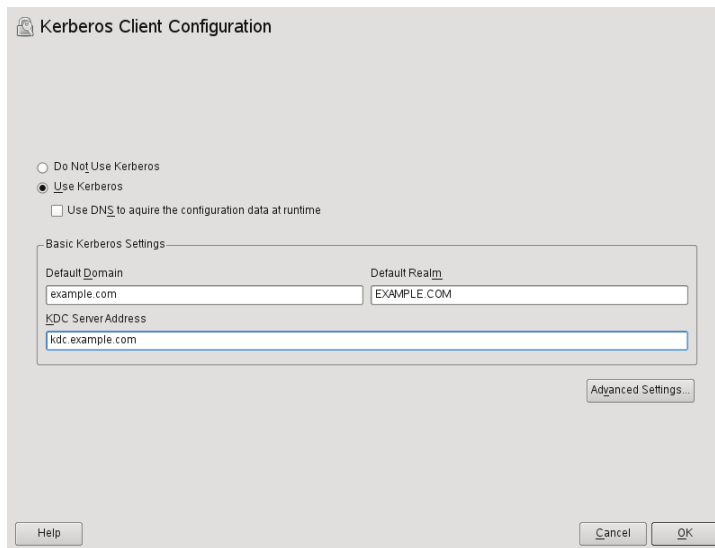 Kerberos Client Configuration
Do Not Use Kerberos
Use Kerberos
Use DNS to aquire the configuration data at runtime
Basic Kerberos Settings
Default Domain Default Realm
example.com EXAMPLE.COM
KDC Server Address
kdc.example.com
Advanced Settings...
Help Cancel OK